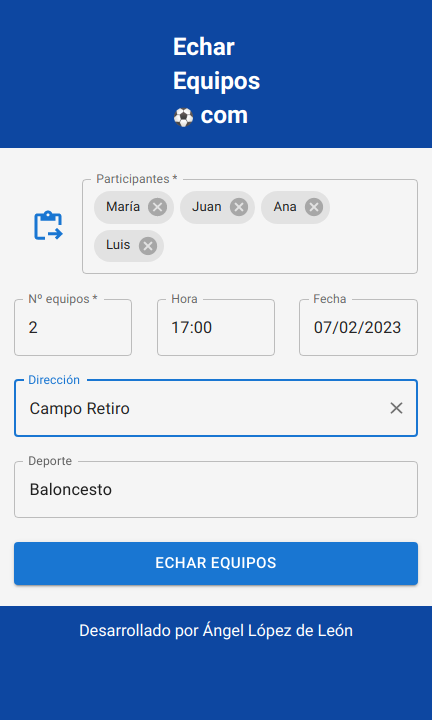 Echar
Equipos
com
Participantes *
María Juan Ana
Luis
Nº equipos * Hora Fecha
2 17:00 07/02/2023
Dirección
Campo Retiro
Deporte
Baloncesto
ECHAR EQUIPOS
Desarrollado por Ángel López de León